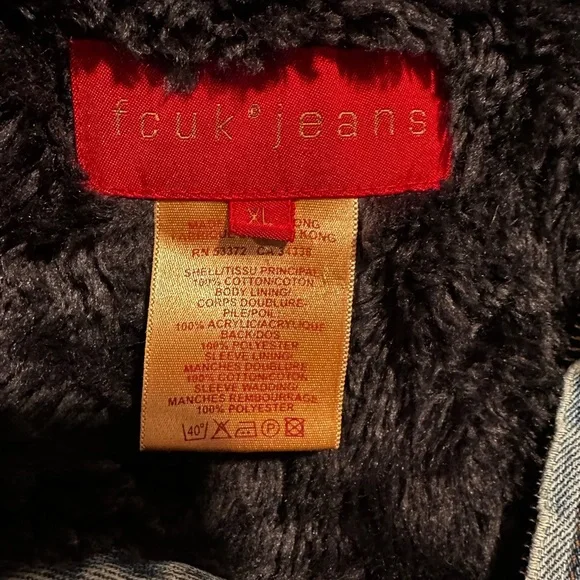 fcuk® jeans
XL
RN 53372 CA 34336
SHELL/TISSU PRINCIPAL
100% COTTON/COTON
BODY LINING/
CORPS DOUBLURE-
PILE/POIL
100% ACRYLIC/ACRYLIQUE
BACK/DOS
100% POLYESTER
SLEEVE LINING/
MANCHES DOUBLURE
100% COTTON/COTON
SLEEVE WADDING/
MANCHES REMBOURRAGE
100% POLYESTER
40° P